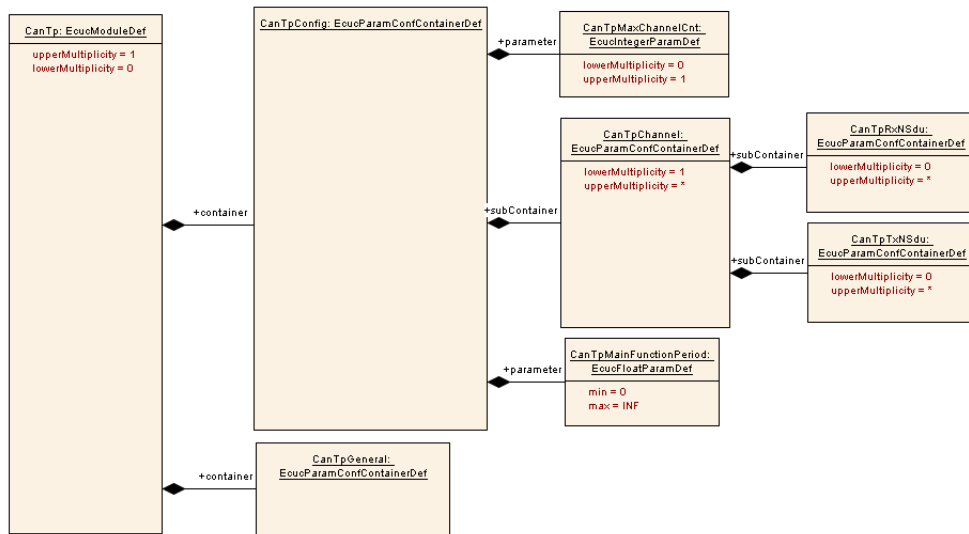 CanTp: EcucModuleDef
upperMultiplicity = 1
lowerMultiplicity = 0
+container
+container
CanTpConfig: EcucParamConfContainerDef
+parameter
+subContainer
+parameter
CanTpGeneral:
EcucParamConfContainerDef
CanTpMaxChannelCnt:
EcucIntegerParamDef
lowerMultiplicity = 0
upperMultiplicity = 1
CanTpChannel:
EcucParamConfContainerDef
lowerMultiplicity = 1
upperMultiplicity = *
+subContainer
+subContainer
CanTpMainFunctionPeriod:
EcucFloatParamDef
min = 0
max = INF
CanTpRxNSdu:
EcucParamConfContainerDef
lowerMultiplicity = 0
upperMultiplicity = *
CanTpTxNSdu:
EcucParamConfContainerDef
lowerMultiplicity = 0
upperMultiplicity = *